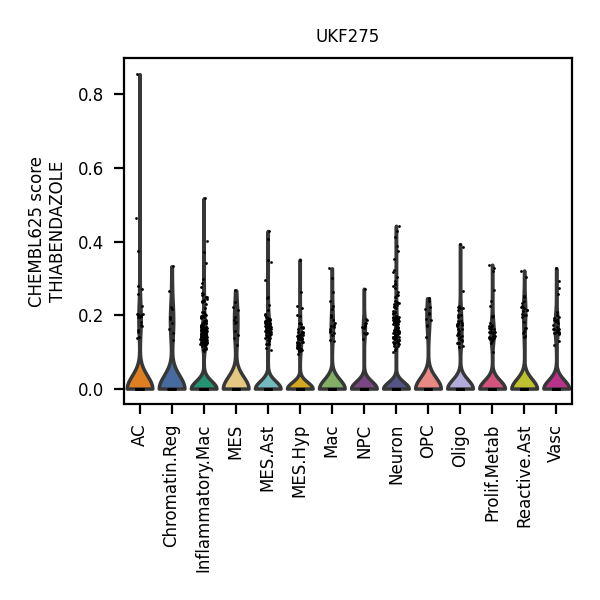 UKF275
CHEMBL625 score
THIABENDAZOLE
0.8
0.6
0.4
0.2
0.0
AC
Chromatin.Reg
Inflammatory.Mac
MES
MES.Ast
MES.Hyp
Mac
NPC
Neuron
OPC
Oligo
Prolif.Metab
Reactive.Ast
Vasc